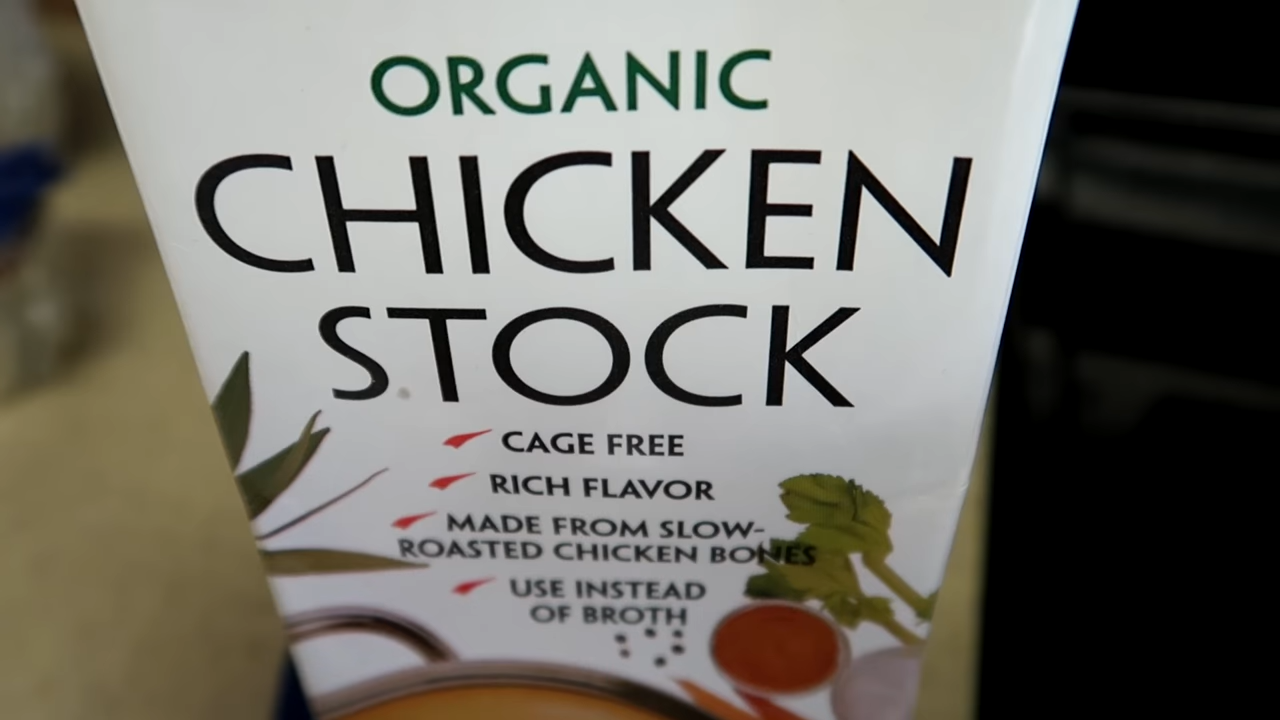 ORGANIC
CHICKEN
STOCK
CAGE FREE
RICH FLAVOR
MADE FROM SLOW-
ROASTED CHICKEN BONES
USE INSTEAD
OF BROTH